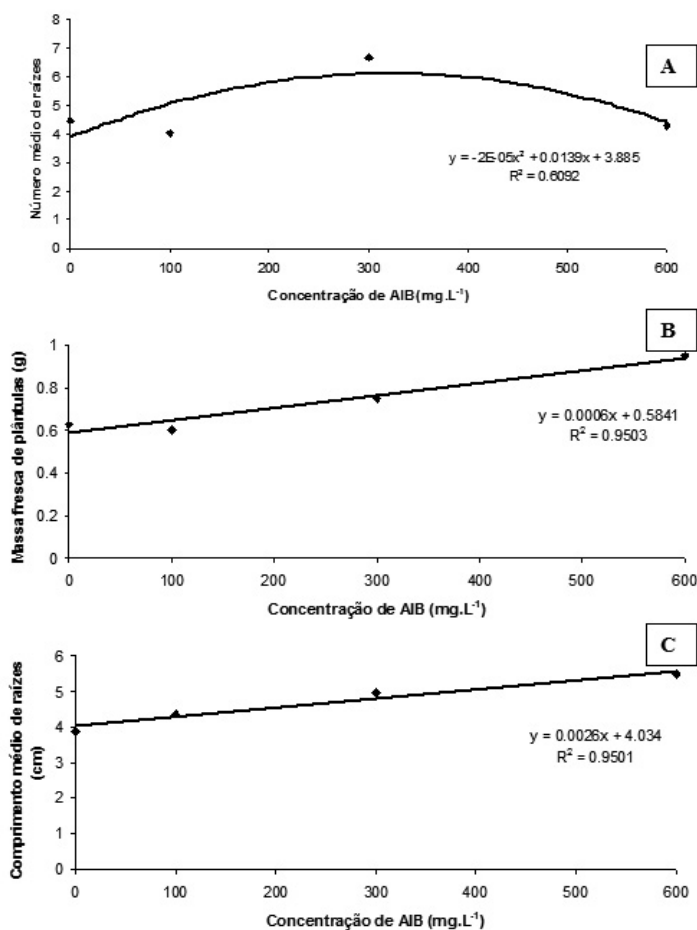 A
Número médio de raízes
8
7
6
5
4
3
2
1
0
y = -2E-05x² + 0.0139x + 3.885
R² = 0.6092
0 100 200 300 400 500 600
Concentração de AIB (mg.L⁻¹)
B
Massa fresca de plântulas (g)
1
0.8
0.6
0.4
0.2
0
y = 0.0006x + 0.5841
R² = 0.9503
0 100 200 300 400 500 600
Concentração de AIB (mg.L⁻¹)
C
Comprimento médio de raízes
(cm)
6
5
4
3
2
1
0
y = 0.0026x + 4.034
R² = 0.9501
0 100 200 300 400 500 600
Concentração de AIB (mg.L⁻¹)